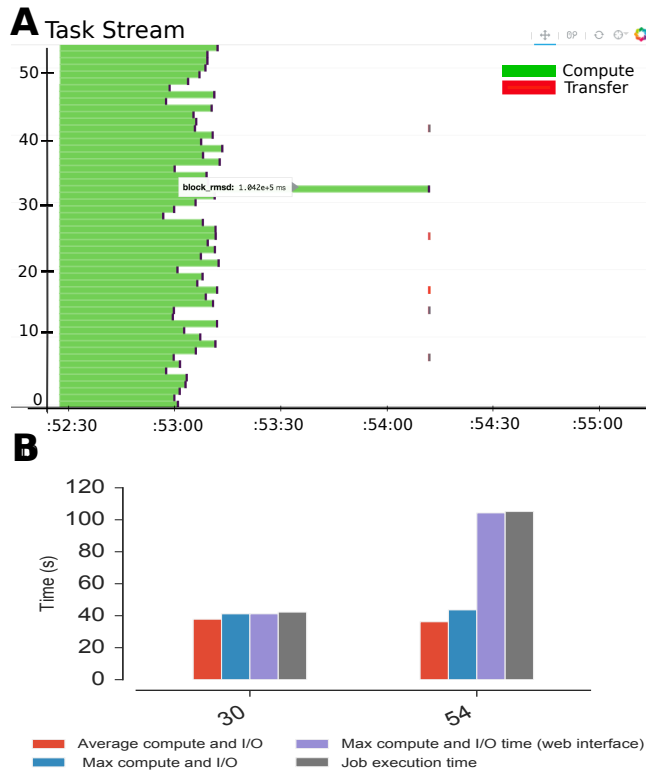 A Task Stream
Compute
Transfer
50
40
block_rmsd: 1.042e+5 ms
30
20
10
0
:52:30 :53:00 :53:30 :54:00 :54:30 :55:00
B
120
100
80
60
40
20
0
Time (s)
30 54
Average compute and I/O
Max compute and I/O time (web interface)
Max compute and I/O
Job execution time